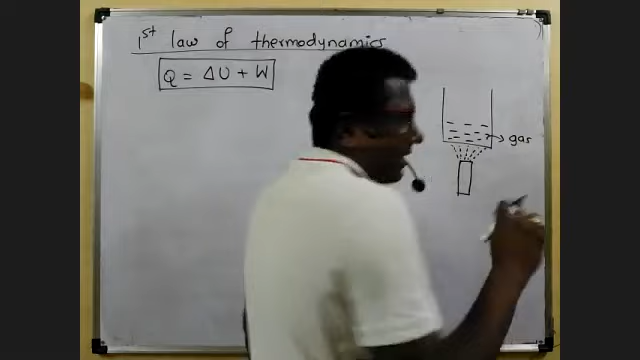 1st law of thermodynamics
Q = ΔU + W
gas